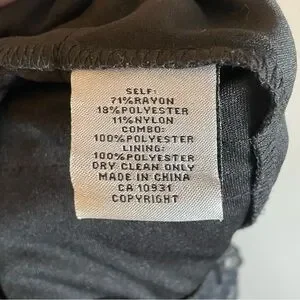 SELF:
71%RAYON
18%POLYESTER
11%NYLON
COMBO:
100%POLYESTER
LINING:
100%POLYESTER
DRY CLEAN ONLY
MADE IN CHINA
CA 10931
COPYRIGHT